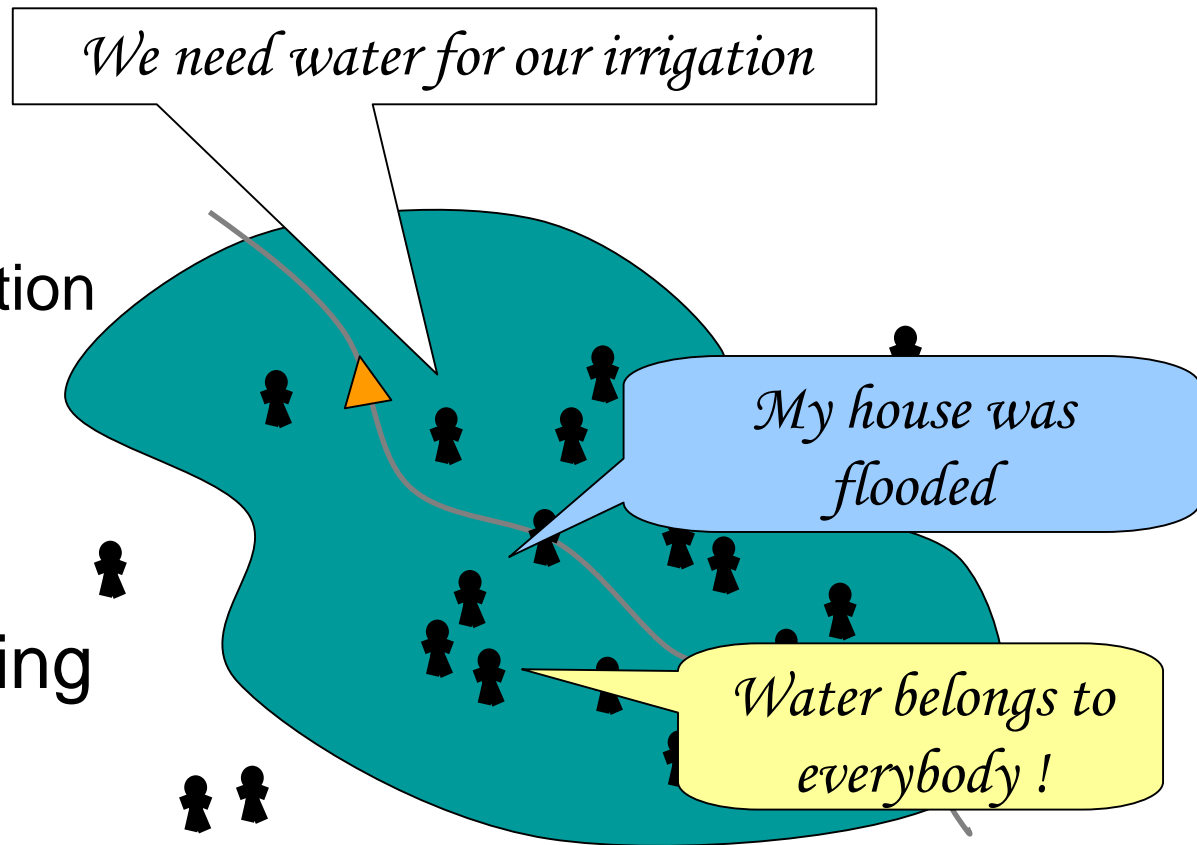 We need water for our irrigation
tion
My house was
flooded
ing
Water belongs to
everybody !